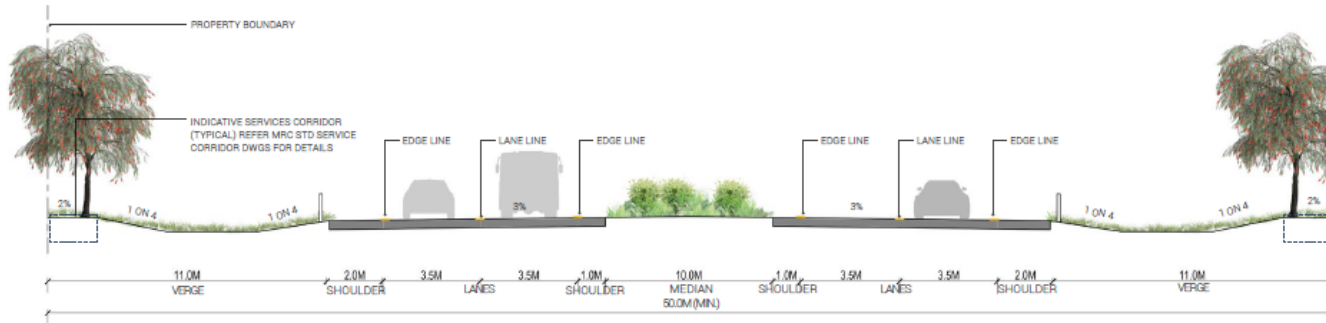 PROPERTY BOUNDARY
INDICATIVE SERVICES CORRIDOR
(TYPICAL) REFER MRC STD SERVICE
CORRIDOR DWGS FOR DETAILS
EDGE LINE LANE LINE EDGE LINE EDGE LINE LANE LINE EDGE LINE
2% 1 ON 4 1 ON 4 3% 3% 1 ON 4 1 ON 4 2%
11.0M 2.0M 3.5M 3.5M 1.0M 10.0M 1.0M 3.5M 3.5M 2.0M 11.0M
VERGE SHOULDER LANES SHOULDER MEDIAN SHOULDER LANES SHOULDER VERGE
50.0M (MIN.)